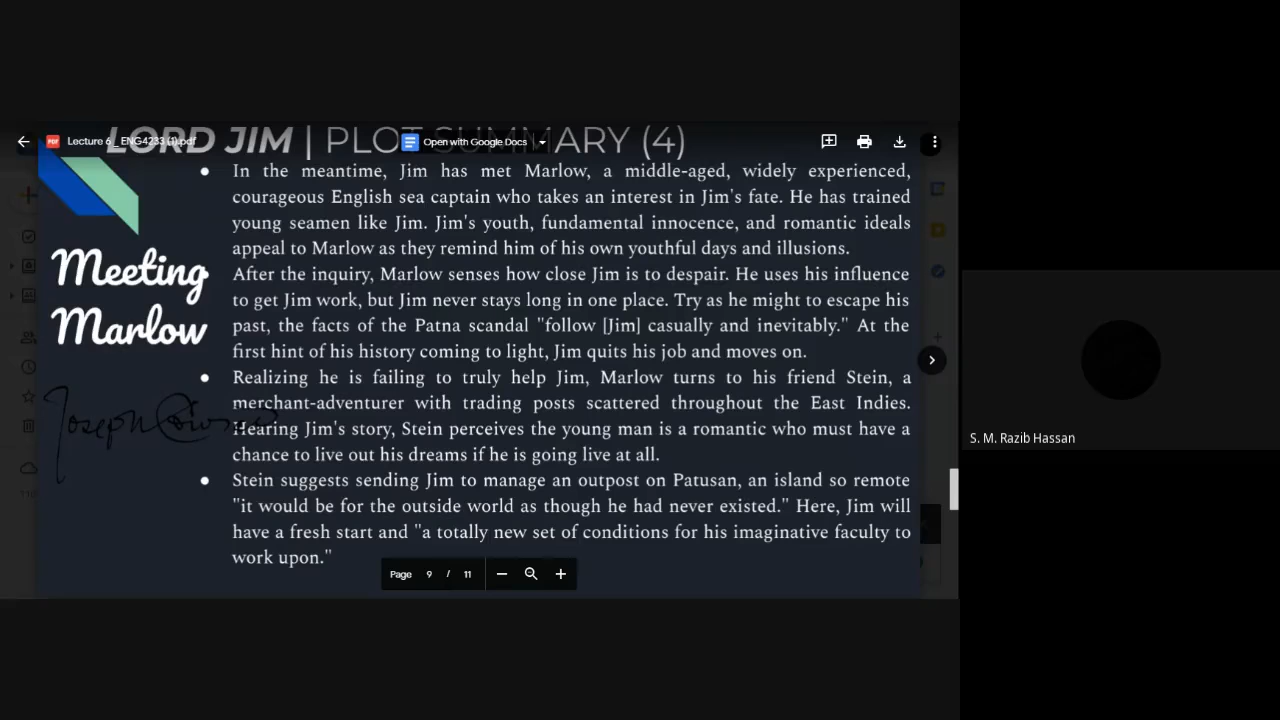 LORD JIM | PLOT SUMMARY (4)
Lecture 6 _ ENG4233 (1).pdf
Open with Google Docs
● In the meantime, Jim has met Marlow, a middle-aged, widely experienced,
courageous English sea captain who takes an interest in Jim's fate. He has trained
young seamen like Jim. Jim's youth, fundamental innocence, and romantic ideals
appeal to Marlow as they remind him of his own youthful days and illusions.
Meeting
Marlow
After the inquiry, Marlow senses how close Jim is to despair. He uses his influence
to get Jim work, but Jim never stays long in one place. Try as he might to escape his
past, the facts of the Patna scandal "follow [Jim] casually and inevitably." At the
first hint of his history coming to light, Jim quits his job and moves on.
● Realizing he is failing to truly help Jim, Marlow turns to his friend Stein, a
merchant-adventurer with trading posts scattered throughout the East Indies.
Hearing Jim's story, Stein perceives the young man is a romantic who must have a
chance to live out his dreams if he is going live at all.
Joseph
● Stein suggests sending Jim to manage an outpost on Patusan, an island so remote
"it would be for the outside world as though he had never existed." Here, Jim will
have a fresh start and "a totally new set of conditions for his imaginative faculty to
work upon."
Page 9 / 11
S. M. Razib Hassan